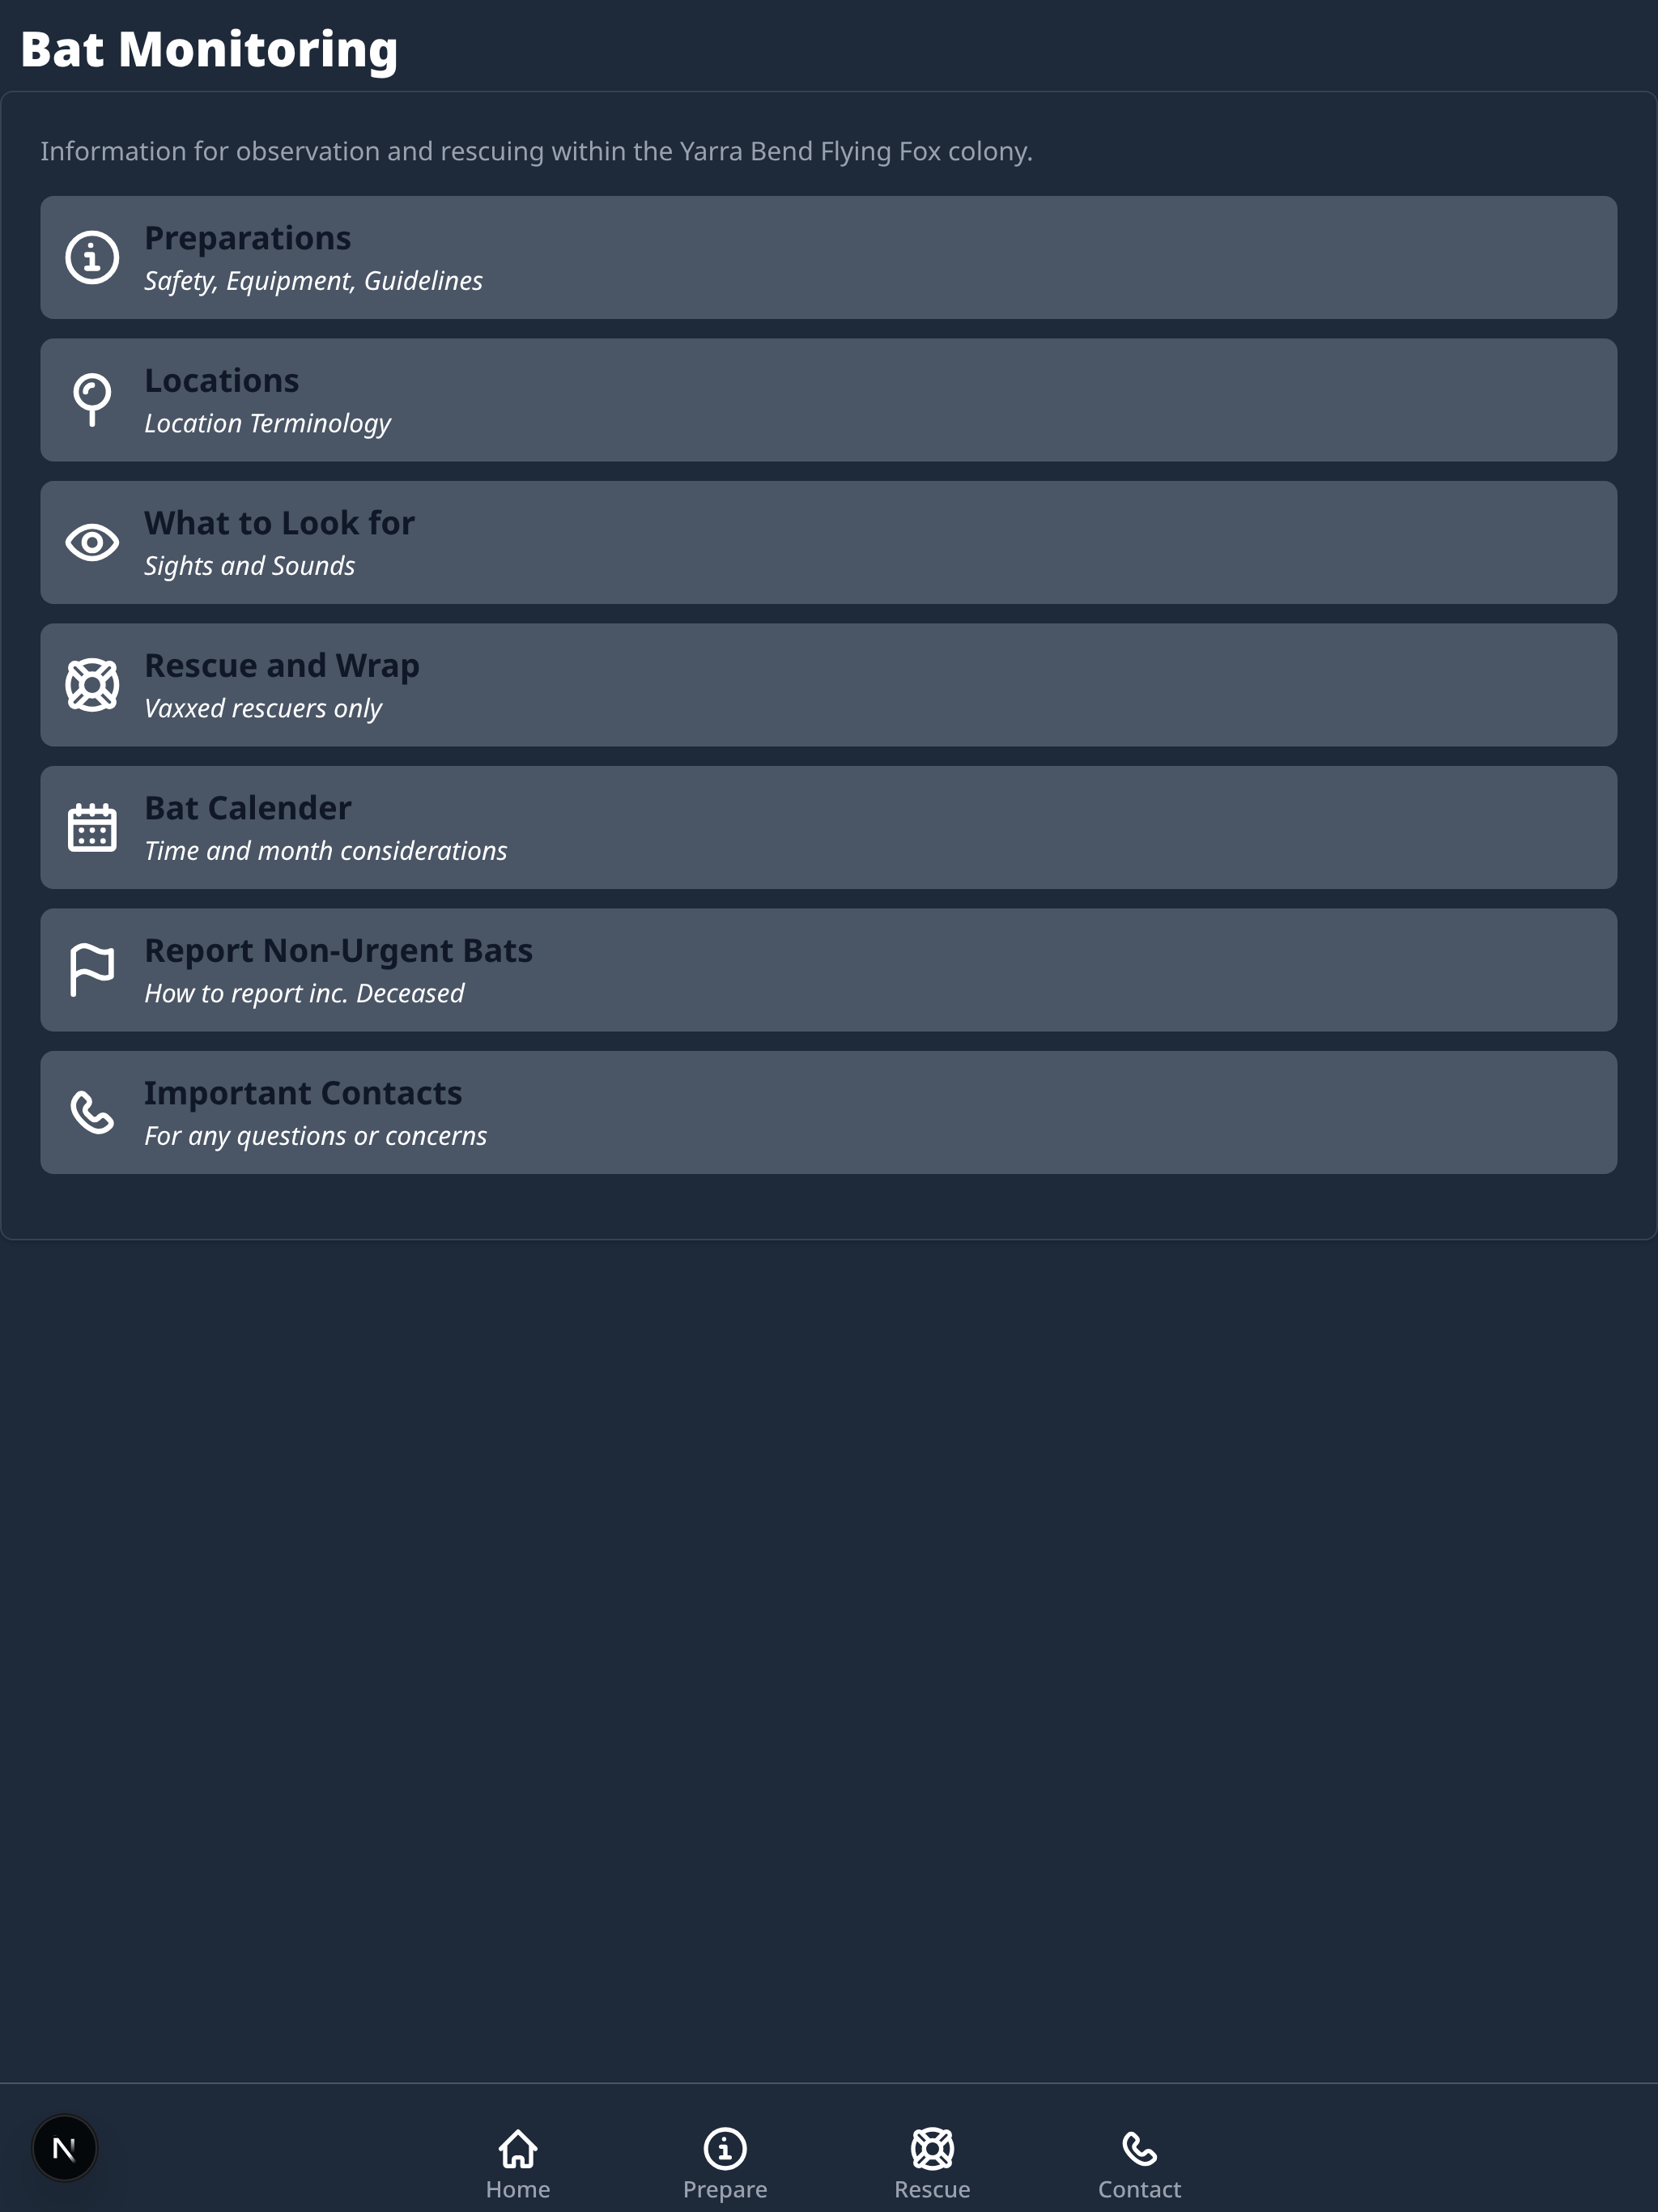 Bat Monitoring
Information for observation and rescuing within the Yarra Bend Flying Fox colony.
Preparations
Safety, Equipment, Guidelines
Locations
Location Terminology
What to Look for
Sights and Sounds
Rescue and Wrap
Vaxxed rescuers only
Bat Calender
Time and month considerations
Report Non-Urgent Bats
How to report inc. Deceased
Important Contacts
For any questions or concerns
N
Home
Prepare
Rescue
Contact